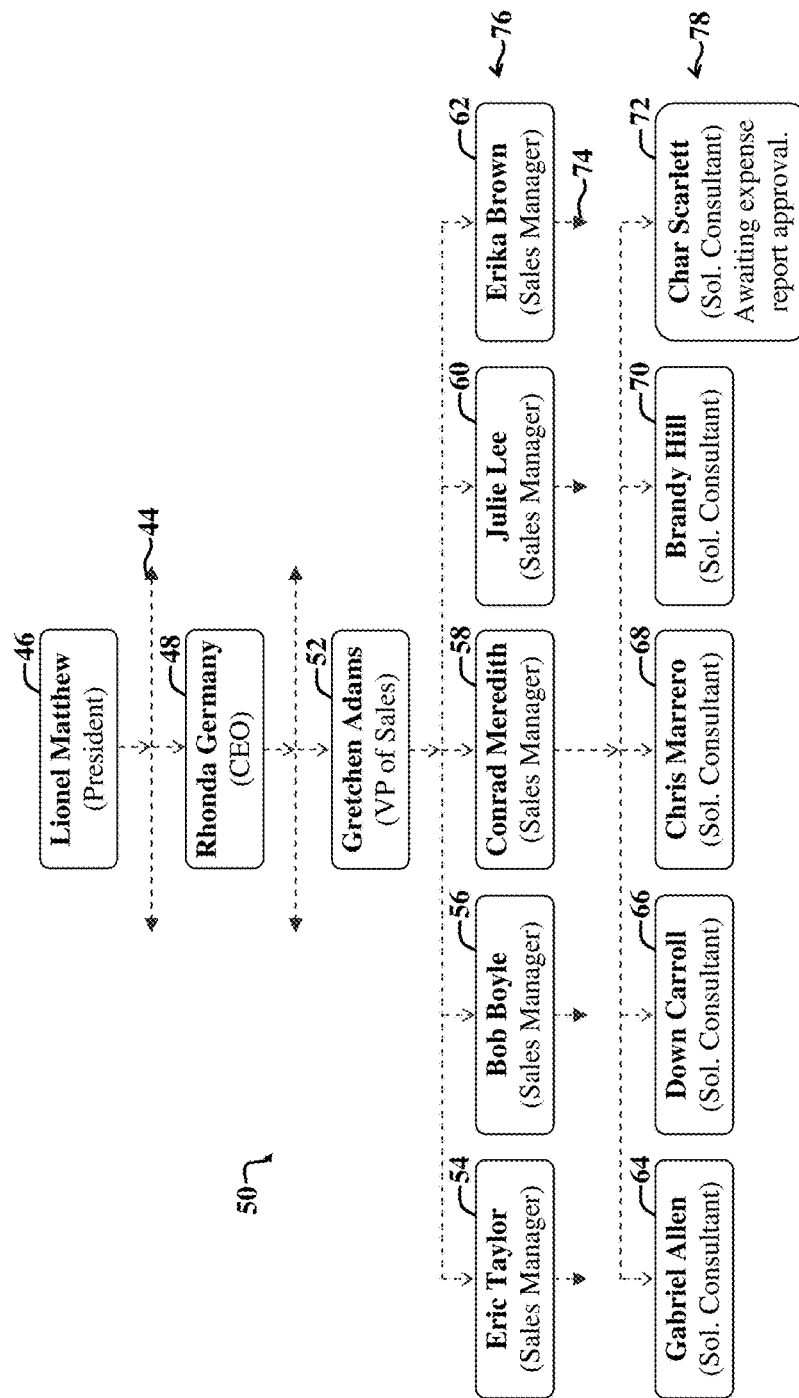 46
Lionel Matthew
(President)
44
48
Rhonda Germany
(CEO)
50
52
Gretchen Adams
(VP of Sales)
76
54
Eric Taylor
(Sales Manager)
56
Bob Boyle
(Sales Manager)
58
Conrad Meredith
(Sales Manager)
60
Julie Lee
(Sales Manager)
62
Erika Brown
(Sales Manager)
74
78
64
Gabriel Allen
(Sol. Consultant)
66
Down Carroll
(Sol. Consultant)
68
Chris Marrero
(Sol. Consultant)
70
Brandy Hill
(Sol. Consultant)
72
Char Scarlett
(Sol. Consultant)
Awaiting expense
report approval.